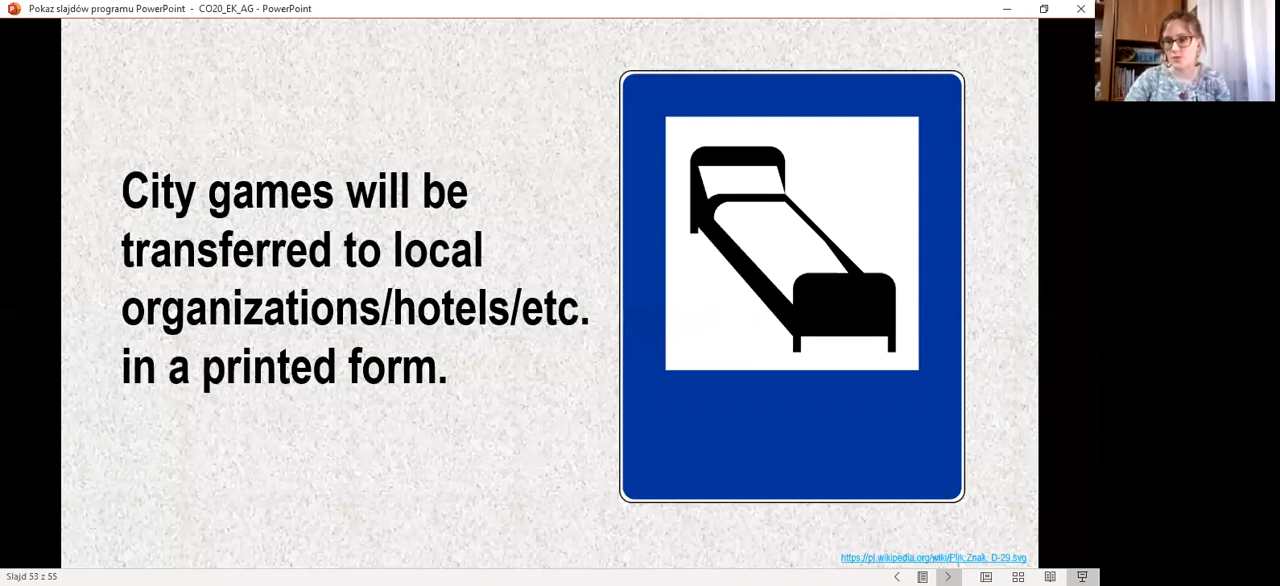 Pokaz slajdów programu PowerPoint - CO20_EK_AG - PowerPoint
City games will be
transferred to local
organizations/hotels/etc.
in a printed form.
https://pl.wikipedia.org/wiki/Plik:Znak_D-29.svg
Slajd 53 z 55